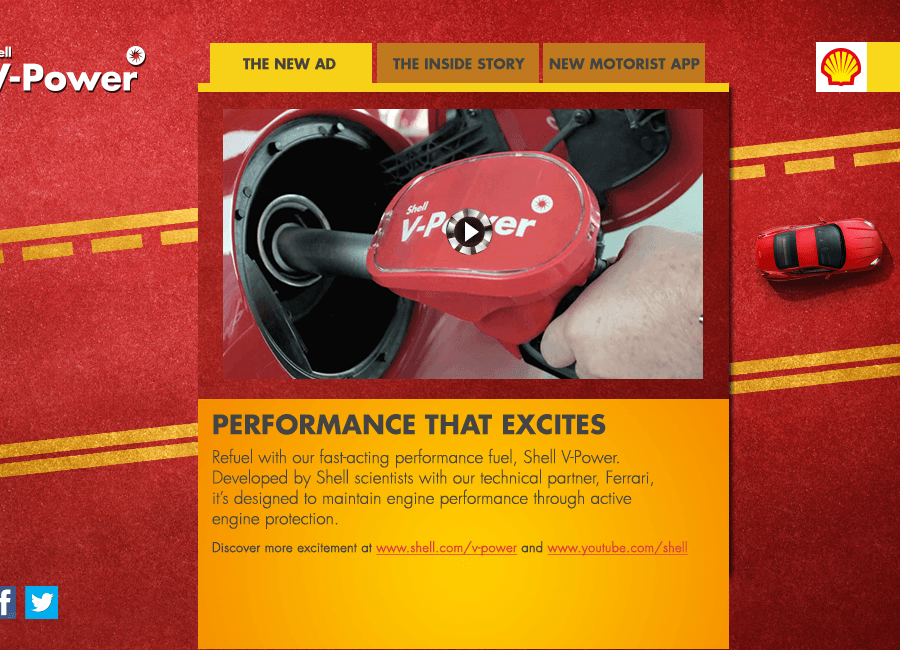 ell
V-Power
THE NEW AD
THE INSIDE STORY
NEW MOTORIST APP
Shell
V-Power
PERFORMANCE THAT EXCITES
Refuel with our fast-acting performance fuel, Shell V-Power.
Developed by Shell scientists with our technical partner, Ferrari,
it's designed to maintain engine performance through active
engine protection.
Discover more excitement at www.shell.com/v-power and www.youtube.com/shell